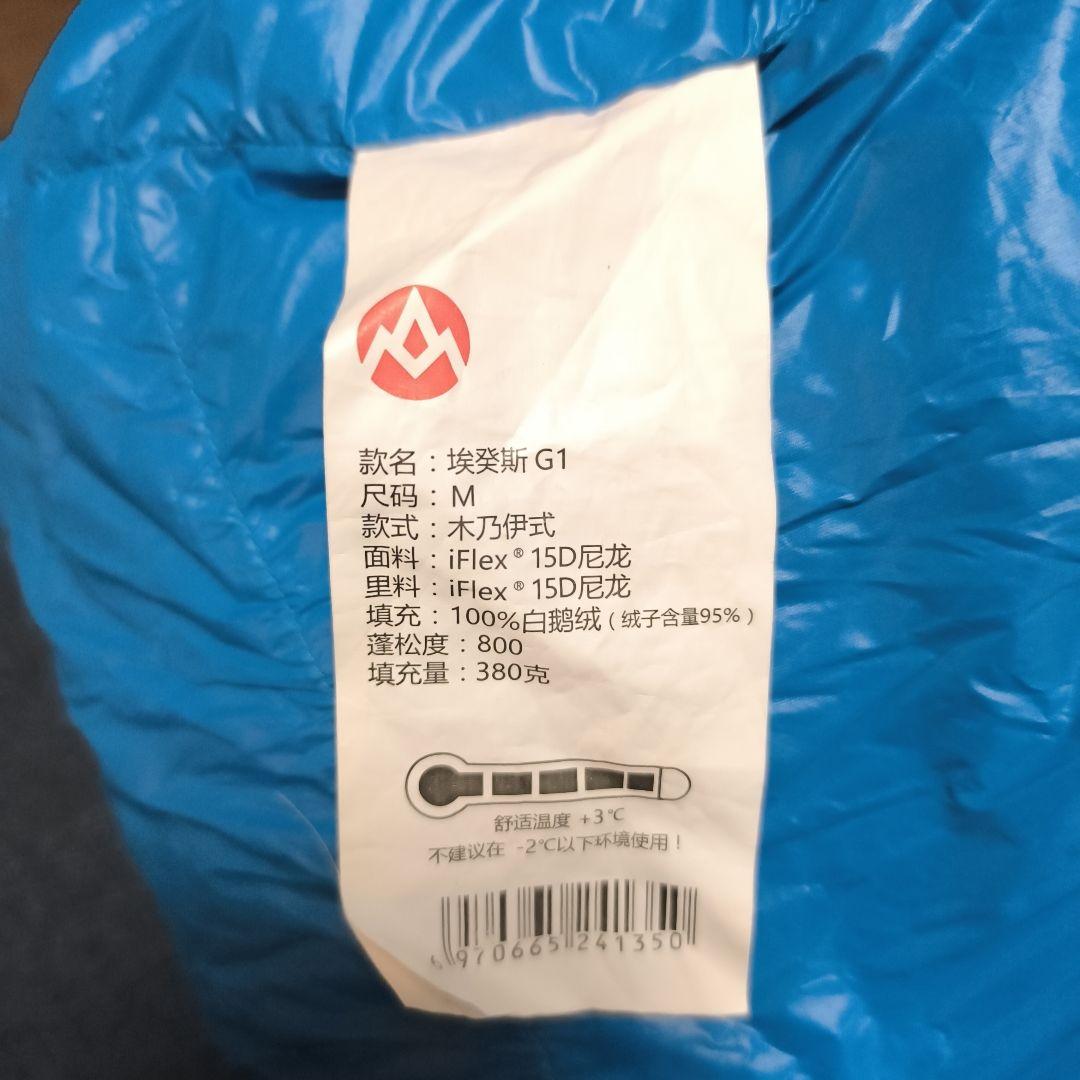 款名：埃癸斯 G1
尺码：M
款式：木乃伊式
面料：iFlex® 15D尼龙
里料：iFlex® 15D尼龙
填充：100%白鹅绒（绒子含量95%）
蓬松度：800
填充量：380克
舒适温度 +3℃
不建议在 -2℃以下环境使用！
6 970665 241350